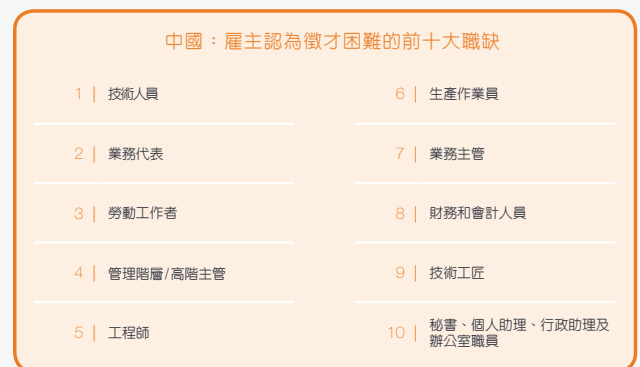 中國：雇主認為徵才困難的前十大職缺
1 | 技術人員
2 | 業務代表
3 | 勞動工作者
4 | 管理階層/高階主管
5 | 工程師
6 | 生產作業員
7 | 業務主管
8 | 財務和會計人員
9 | 技術工匠
10 | 秘書、個人助理、行政助理及
辦公室職員